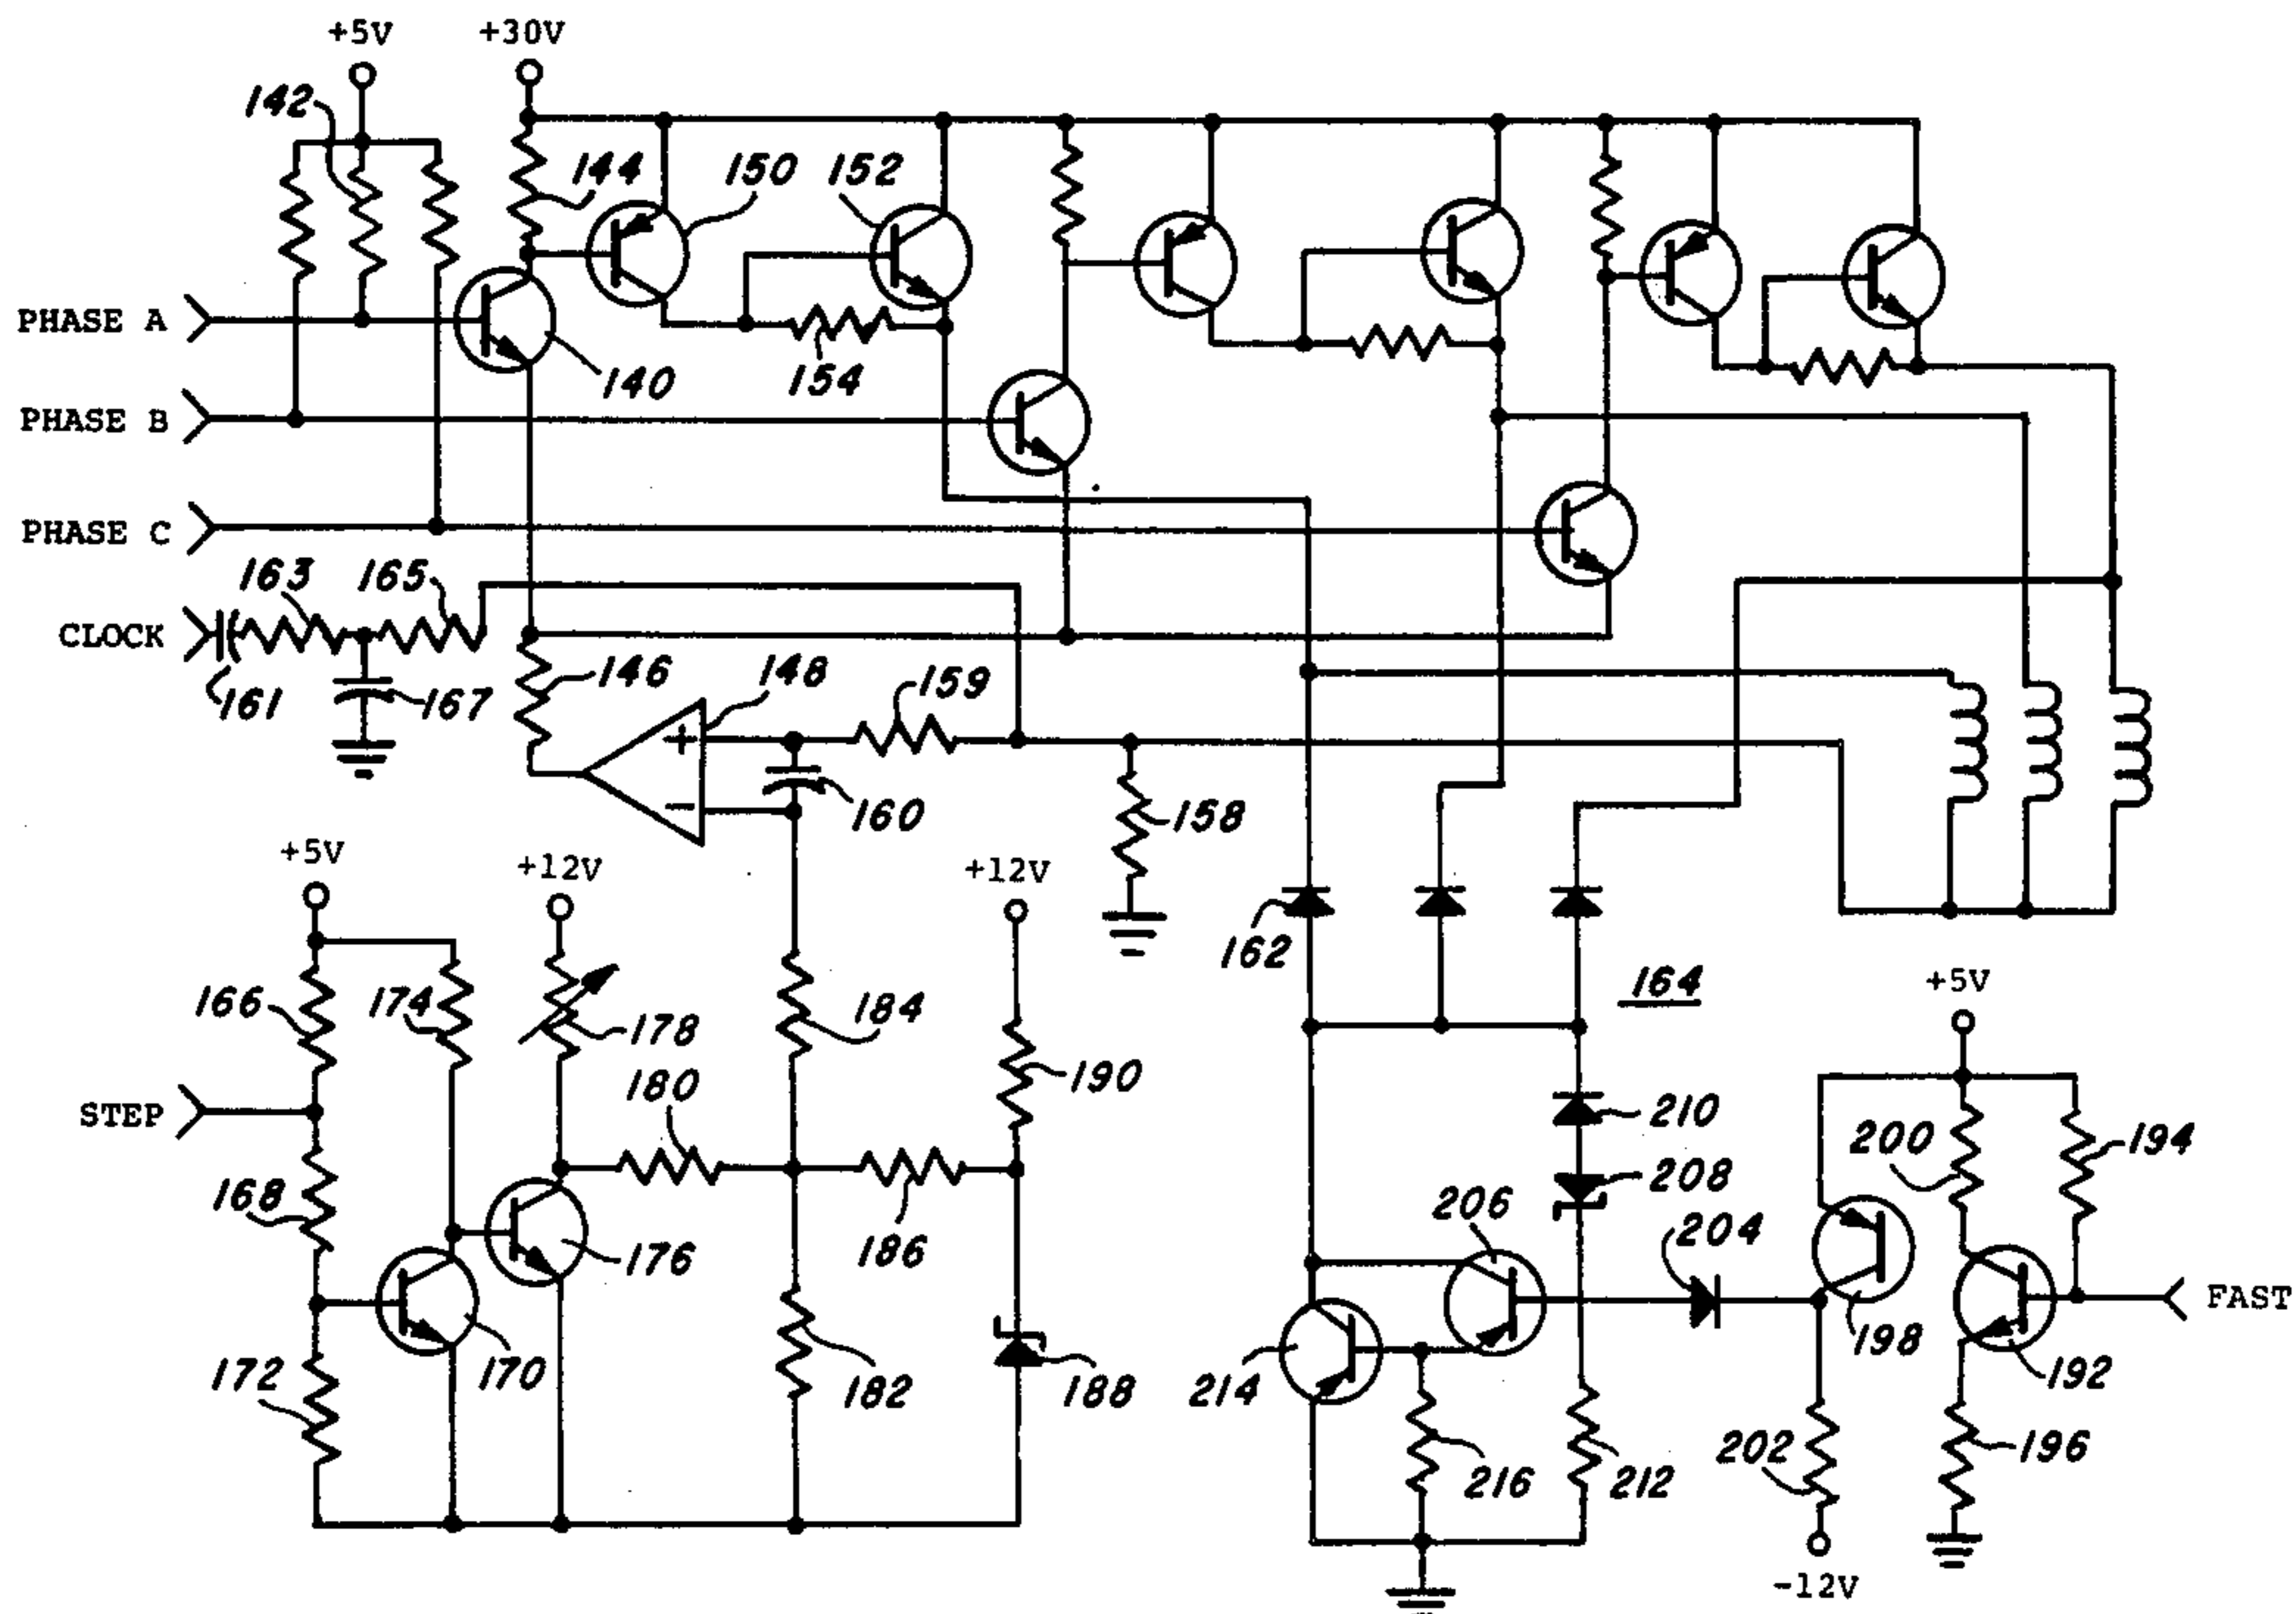 +5V +30V
142
144 150 152
PHASE A
140 154
PHASE B
PHASE C
163 165
CLOCK
161 167 146 148 159
160 158
+5V +12V +12V
162
166 174 178 184 164 +5V
180 190 210
STEP
200 194
168 208
206 204
176 186
170 198 FAST
172 182 188 214 192
216 212 202 196
-12V